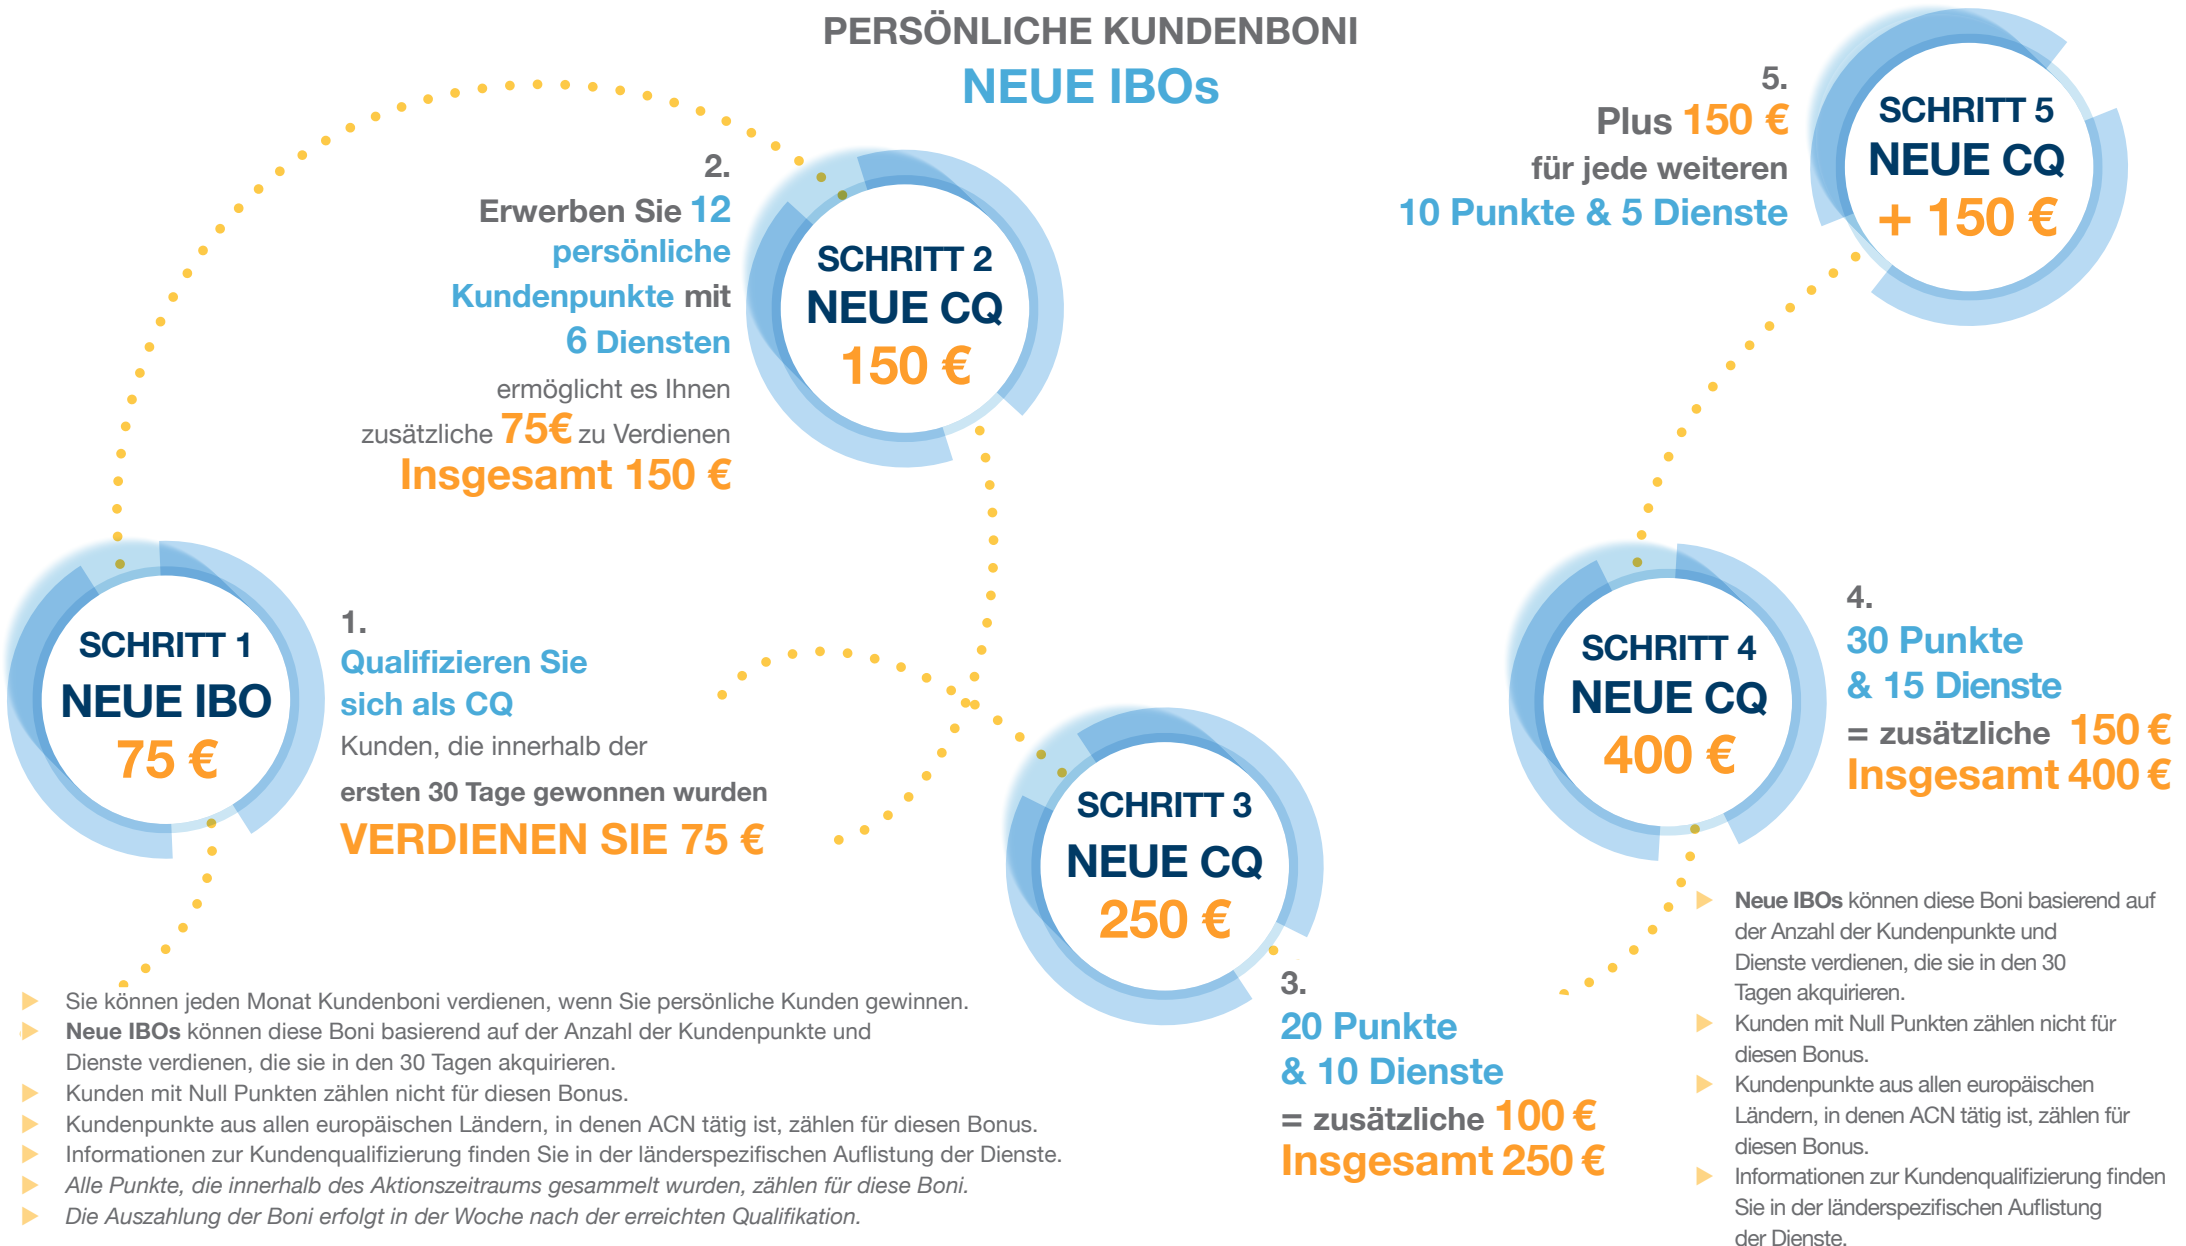 PERSÖNLICHE KUNDENBONI
NEUE IBOs
SCHRITT 1
NEUE IBO
75 €
1.
Qualifizieren Sie
sich als CQ
Kunden, die innerhalb der
ersten 30 Tage gewonnen wurden
VERDIENEN SIE 75 €
2.
Erwerben Sie 12
persönliche
Kundenpunkte mit
6 Diensten
ermöglicht es Ihnen
zusätzliche 75€ zu Verdienen
Insgesamt 150 €
SCHRITT 2
NEUE CQ
150 €
SCHRITT 3
NEUE CQ
250 €
3.
20 Punkte
& 10 Dienste
= zusätzliche 100 €
Insgesamt 250 €
SCHRITT 4
NEUE CQ
400 €
4.
30 Punkte
& 15 Dienste
= zusätzliche 150 €
Insgesamt 400 €
5.
Plus 150 €
für jede weiteren
10 Punkte & 5 Dienste
SCHRITT 5
NEUE CQ
+ 150 €
Sie können jeden Monat Kundenboni verdienen, wenn Sie persönliche Kunden gewinnen.
Neue IBOs können diese Boni basierend auf der Anzahl der Kundenpunkte und
Dienste verdienen, die sie in den 30 Tagen akquirieren.
Kunden mit Null Punkten zählen nicht für diesen Bonus.
Kundenpunkte aus allen europäischen Ländern, in denen ACN tätig ist, zählen für diesen Bonus.
Informationen zur Kundenqualifizierung finden Sie in der länderspezifischen Auflistung der Dienste.
Alle Punkte, die innerhalb des Aktionszeitraums gesammelt wurden, zählen für diese Boni.
Die Auszahlung der Boni erfolgt in der Woche nach der erreichten Qualifikation.
Neue IBOs können diese Boni basierend auf
der Anzahl der Kundenpunkte und
Dienste verdienen, die sie in den 30
Tagen akquirieren.
Kunden mit Null Punkten zählen nicht für
diesen Bonus.
Kundenpunkte aus allen europäischen
Ländern, in denen ACN tätig ist, zählen für
diesen Bonus.
Informationen zur Kundenqualifizierung finden
Sie in der länderspezifischen Auflistung
der Dienste.